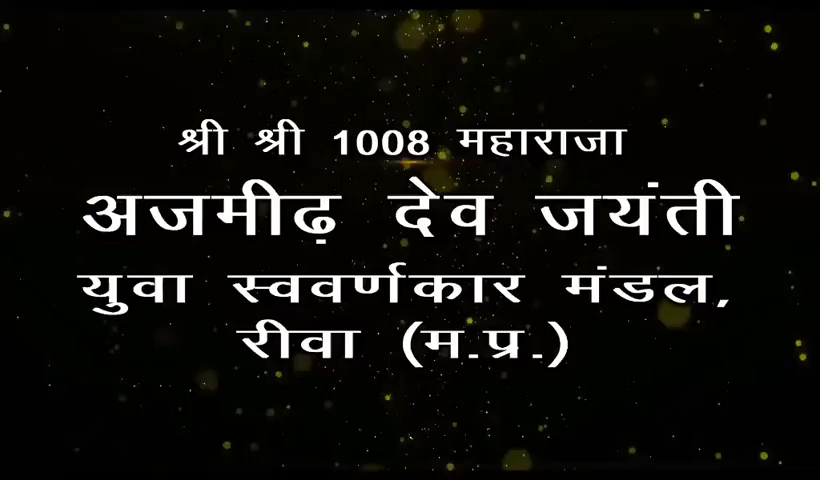 श्री श्री 1008 महाराजा
अजमीढ़ देव जयंती
युवा स्ववर्णकार मंडल,
रीवा (म.प्र.)